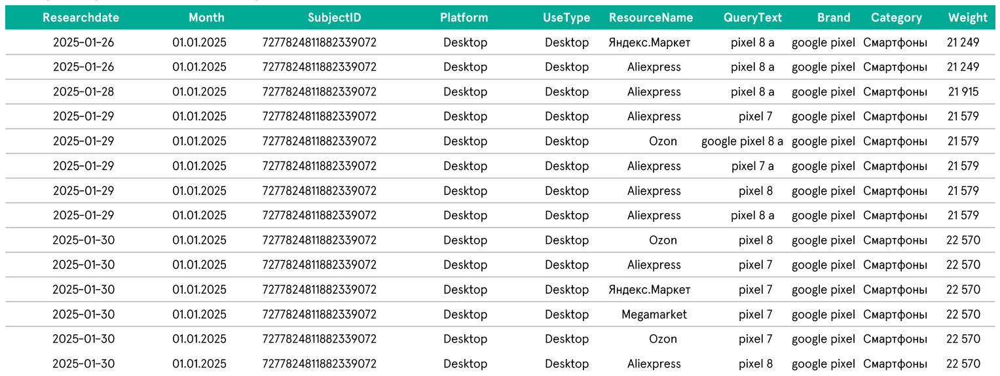 Researchdate Month SubjectID Platform UseType ResourceName QueryText Brand Category Weight
2025-01-26 01.01.2025 7277824811882339072 Desktop Desktop Яндекс.Маркет pixel 8 a google pixel Смартфоны 21 249
2025-01-26 01.01.2025 7277824811882339072 Desktop Desktop Aliexpress pixel 8 a google pixel Смартфоны 21 249
2025-01-28 01.01.2025 7277824811882339072 Desktop Desktop Aliexpress pixel 8 a google pixel Смартфоны 21 915
2025-01-29 01.01.2025 7277824811882339072 Desktop Desktop Aliexpress pixel 7 google pixel Смартфоны 21 579
2025-01-29 01.01.2025 7277824811882339072 Desktop Desktop Ozon google pixel 8 a google pixel Смартфоны 21 579
2025-01-29 01.01.2025 7277824811882339072 Desktop Desktop Aliexpress pixel 7 a google pixel Смартфоны 21 579
2025-01-29 01.01.2025 7277824811882339072 Desktop Desktop Aliexpress pixel 8 google pixel Смартфоны 21 579
2025-01-29 01.01.2025 7277824811882339072 Desktop Desktop Aliexpress pixel 8 a google pixel Смартфоны 21 579
2025-01-30 01.01.2025 7277824811882339072 Desktop Desktop Ozon pixel 8 google pixel Смартфоны 22 570
2025-01-30 01.01.2025 7277824811882339072 Desktop Desktop Aliexpress pixel 7 google pixel Смартфоны 22 570
2025-01-30 01.01.2025 7277824811882339072 Desktop Desktop Яндекс.Маркет pixel 7 google pixel Смартфоны 22 570
2025-01-30 01.01.2025 7277824811882339072 Desktop Desktop Megamarket pixel 7 google pixel Смартфоны 22 570
2025-01-30 01.01.2025 7277824811882339072 Desktop Desktop Ozon pixel 7 google pixel Смартфоны 22 570
2025-01-30 01.01.2025 7277824811882339072 Desktop Desktop Aliexpress pixel 8 google pixel Смартфоны 22 570